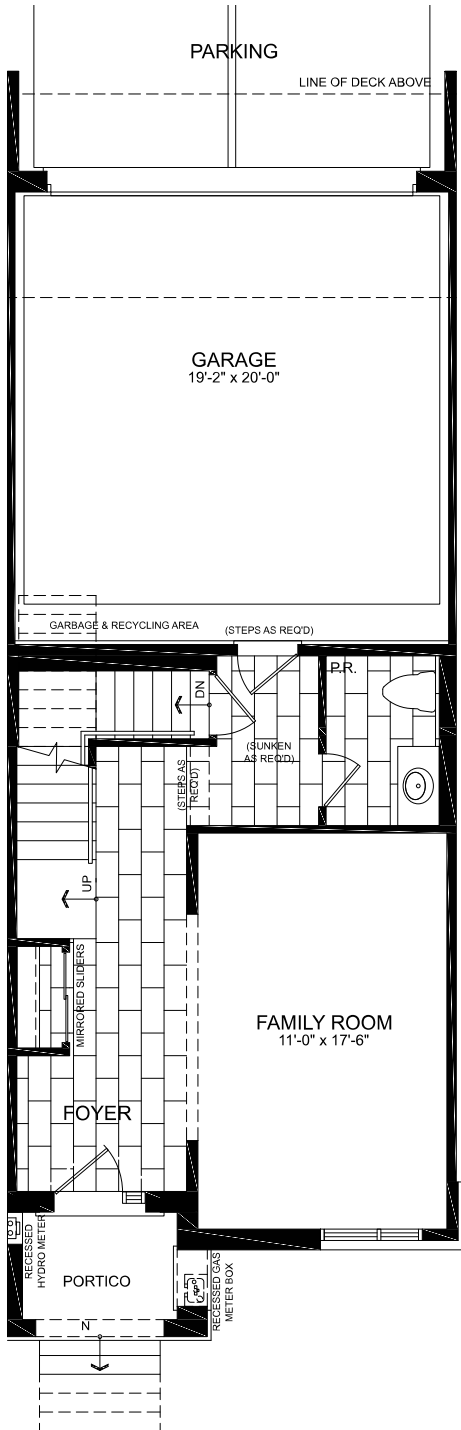 PARKING
LINE OF DECK ABOVE
GARAGE
19'-2" x 20'-0"
GARBAGE & RECYCLING AREA
(STEPS AS REQ'D)
P.R.
DN
(SUNKEN
AS REQ'D)
(STEPS AS
REQ'D)
UP
MIRRORED SLIDERS
FAMILY ROOM
11'-0" x 17'-6"
FOYER
RECESSED
HYDRO METER
PORTICO
RECESSED GAS
METER BOX
N